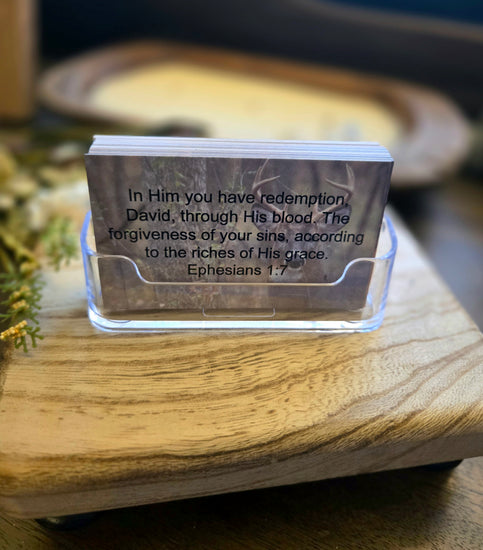 In Him you have redemption,
David, through His blood. The
forgiveness of your sins, according
to the riches of His grace.
Ephesians 1:7